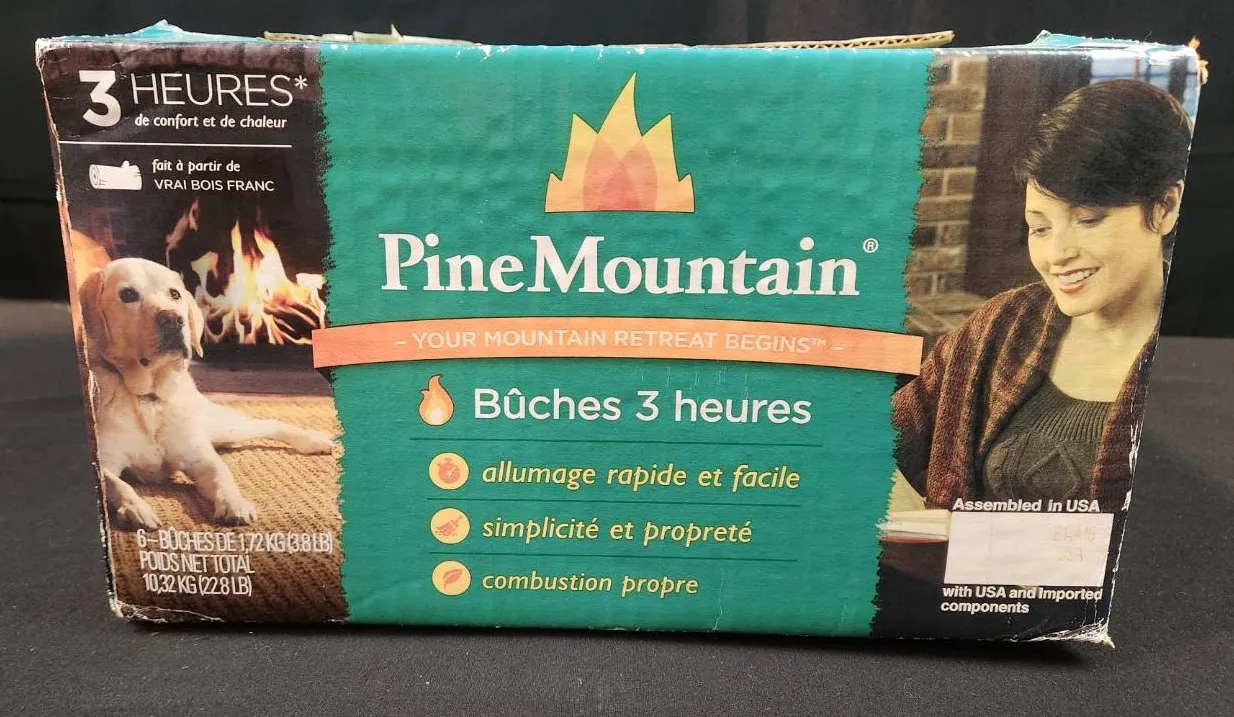 3 HEURES*
de confort et de chaleur
fait à partir de
VRAI BOIS FRANC
PineMountain®
– YOUR MOUNTAIN RETREAT BEGINS™ –
Bûches 3 heures
allumage rapide et facile
simplicité et propreté
combustion propre
6–BÛCHES DE 1,72 KG (3.8 LB)
POIDS NET TOTAL
10,32 KG (22.8 LB)
Assembled in USA
USA
with USA and Imported
components